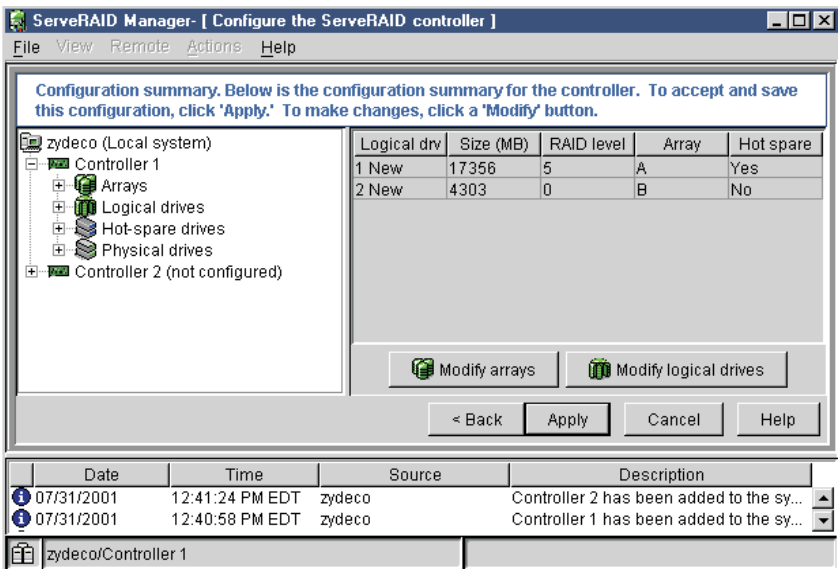 ServeRAID Manager- [ Configure the ServeRAID controller ]
File View Remote Actions Help
Configuration summary. Below is the configuration summary for the controller. To accept and save
this configuration, click 'Apply.' To make changes, click a 'Modify' button.
zydeco (Local system)
Controller 1
Arrays
Logical drives
Hot-spare drives
Physical drives
Controller 2 (not configured)
Logical drv Size (MB) RAID level Array Hot spare
1 New 17356 5 A Yes
2 New 4303 0 B No
Modify arrays Modify logical drives
< Back Apply Cancel Help
Date Time Source Description
07/31/2001 12:41:24 PM EDT zydeco Controller 2 has been added to the sy...
07/31/2001 12:40:58 PM EDT zydeco Controller 1 has been added to the sy...
zydeco/Controller 1